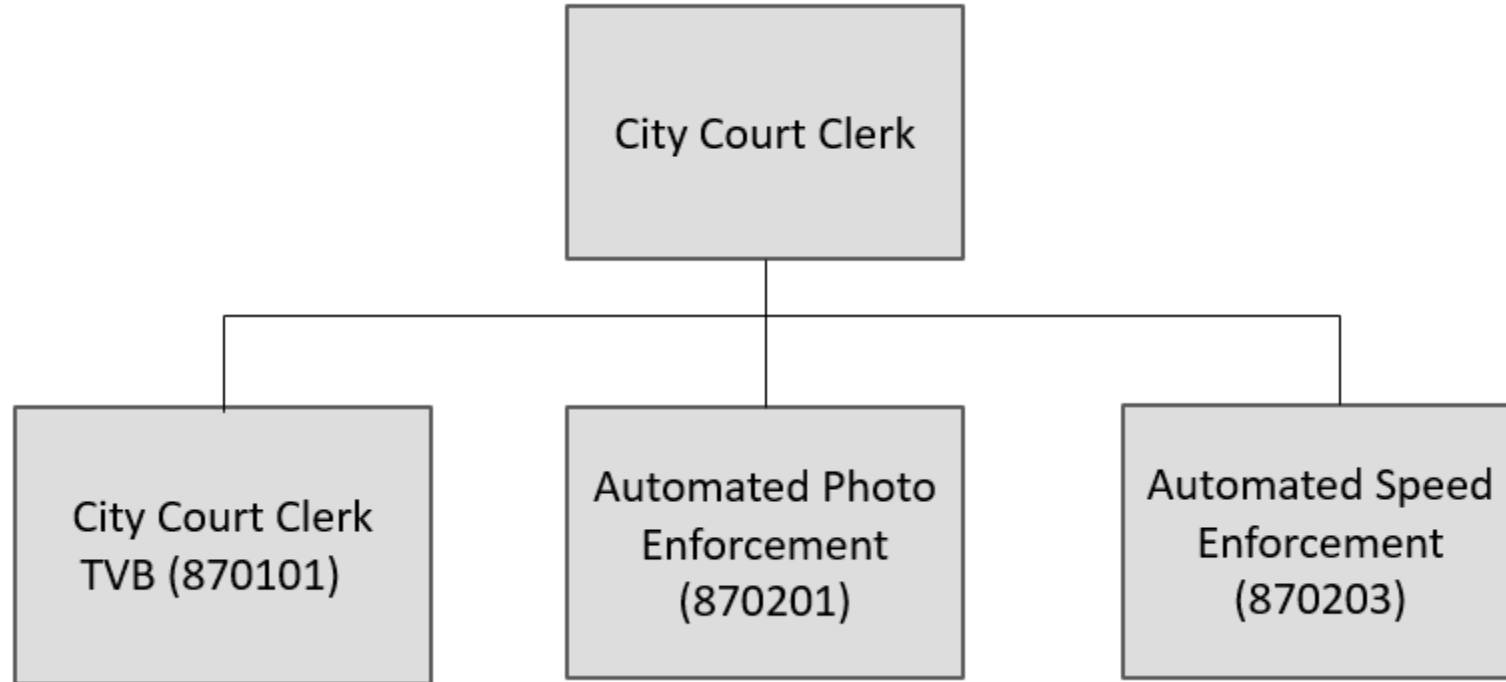 City Court Clerk
City Court Clerk
TVB (870101)
Automated Photo
Enforcement
(870201)
Automated Speed
Enforcement
(870203)